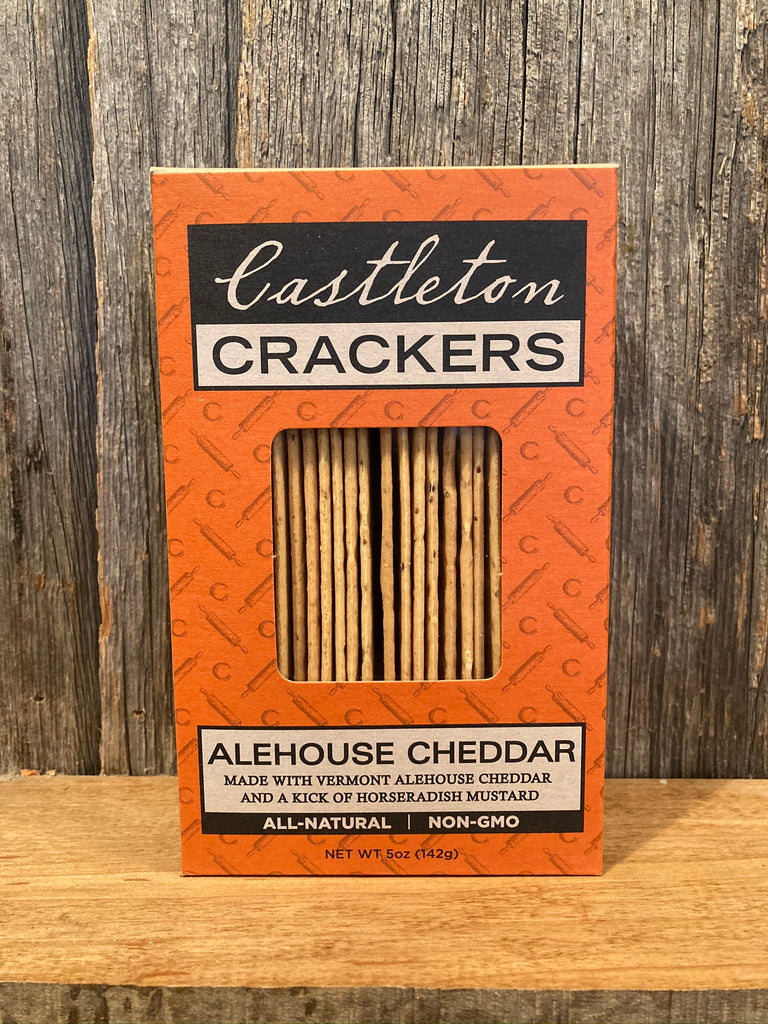 Castleton
CRACKERS
ALEHOUSE CHEDDAR
MADE WITH VERMONT ALEHOUSE CHEDDAR
AND A KICK OF HORSERADISH MUSTARD
ALL-NATURAL | NON-GMO
NET WT 5oz (142g)